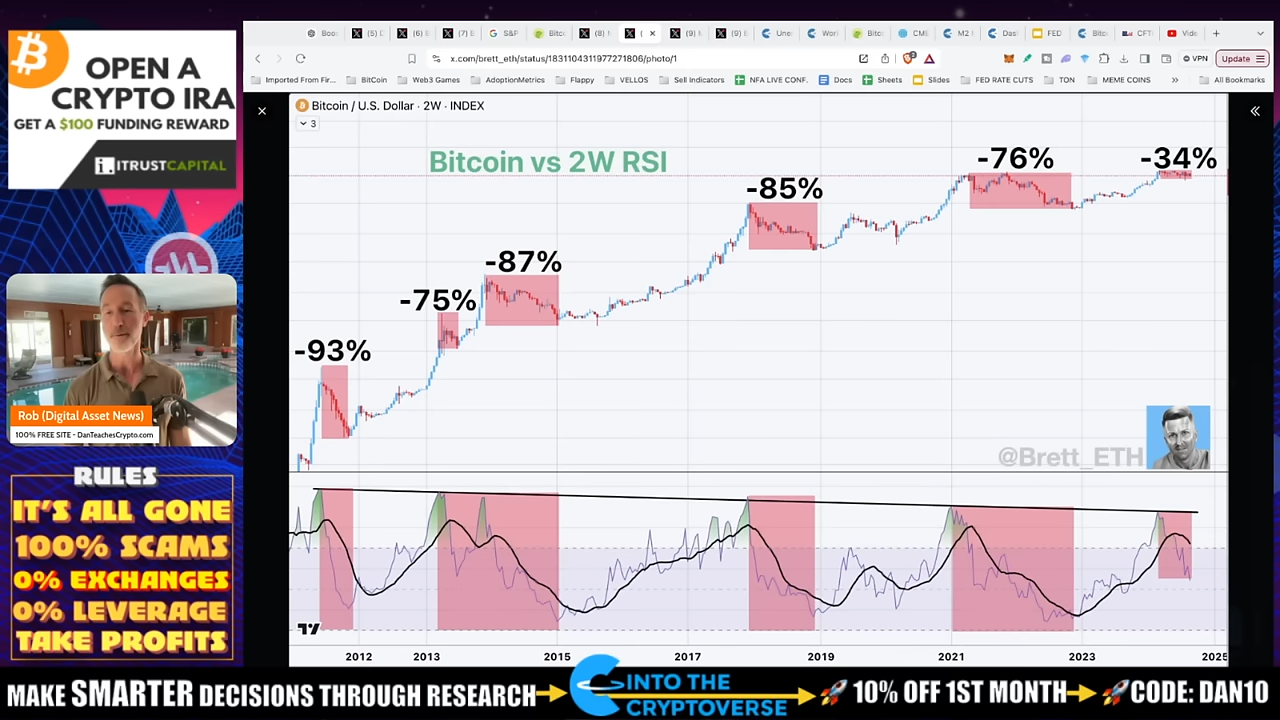 OPEN A
CRYPTO IRA
GET A $100 FUNDING REWARD
i.ITRUSTCAPITAL
Rob (Digital Asset News)
100% FREE SITE - DanTeachesCrypto.com
RULES
IT'S ALL GONE
100% SCAMS
0% EXCHANGES
0% LEVERAGE
TAKE PROFITS
x.com/brett_eth/status/1831104311977271806/photo/1
VPN
Update
Imported From Fir...
BitCoin
Web3 Games
AdoptionMetrics
Flappy
VELLOS
Sell Indicators
NFA LIVE CONF.
Docs
Sheets
Slides
FED RATE CUTS
TON
MEME COINS
All Bookmarks
Bitcoin / U.S. Dollar · 2W · INDEX
3
Bitcoin vs 2W RSI
-93%
-75%
-87%
-85%
-76%
-34%
@Brett_ETH
2012 2013 2015 2017 2019 2021 2023 2025
MAKE SMARTER DECISIONS THROUGH RESEARCH
INTO THE
CRYPTOVERSE
10% OFF 1ST MONTH
CODE: DAN10